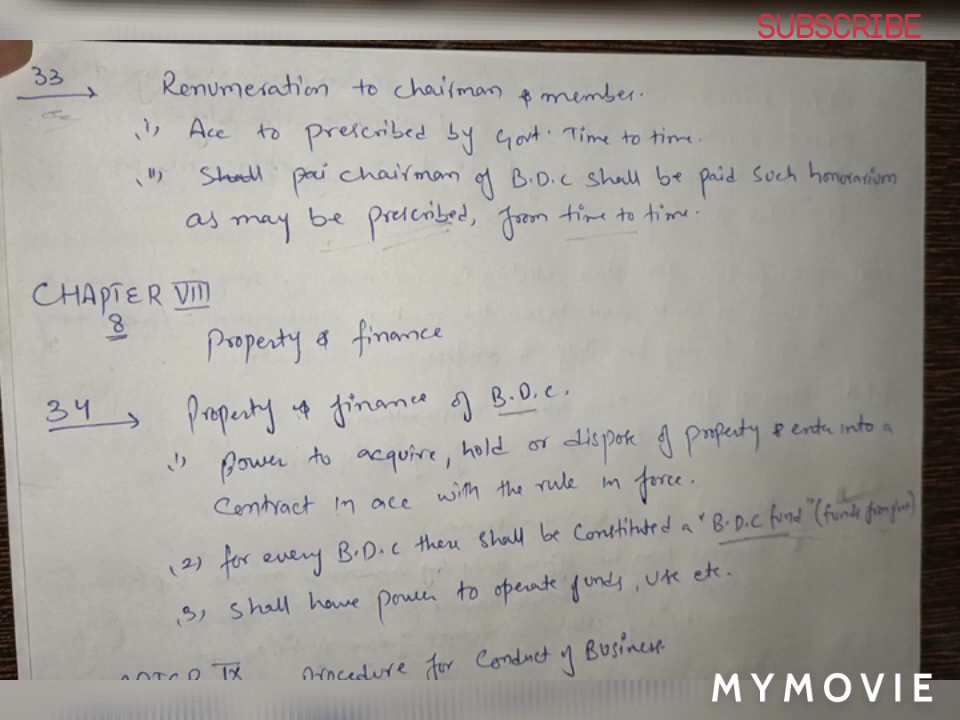 SUBSCRIBE
33 → Renumeration to chairman & member.
(i) Acc to prescribed by Govt. Time to time.
(ii) Shall pai chairman of B.D.C shall be paid such honorarium
as may be prescribed, from time to time.
CHAPTER VIII
8
Property & finance
34 → Property & finance of B.D.C.
(1) power to acquire, hold or dispose of property & enter into a
Contract in acc with the rule in force.
(2) for every B.D.C there shall be Constituted a "B.D.C fund" (funds from
(3) Shall have power to operate funds, use etc.
IX Procedure for Conduct of Business
MYMOVIE